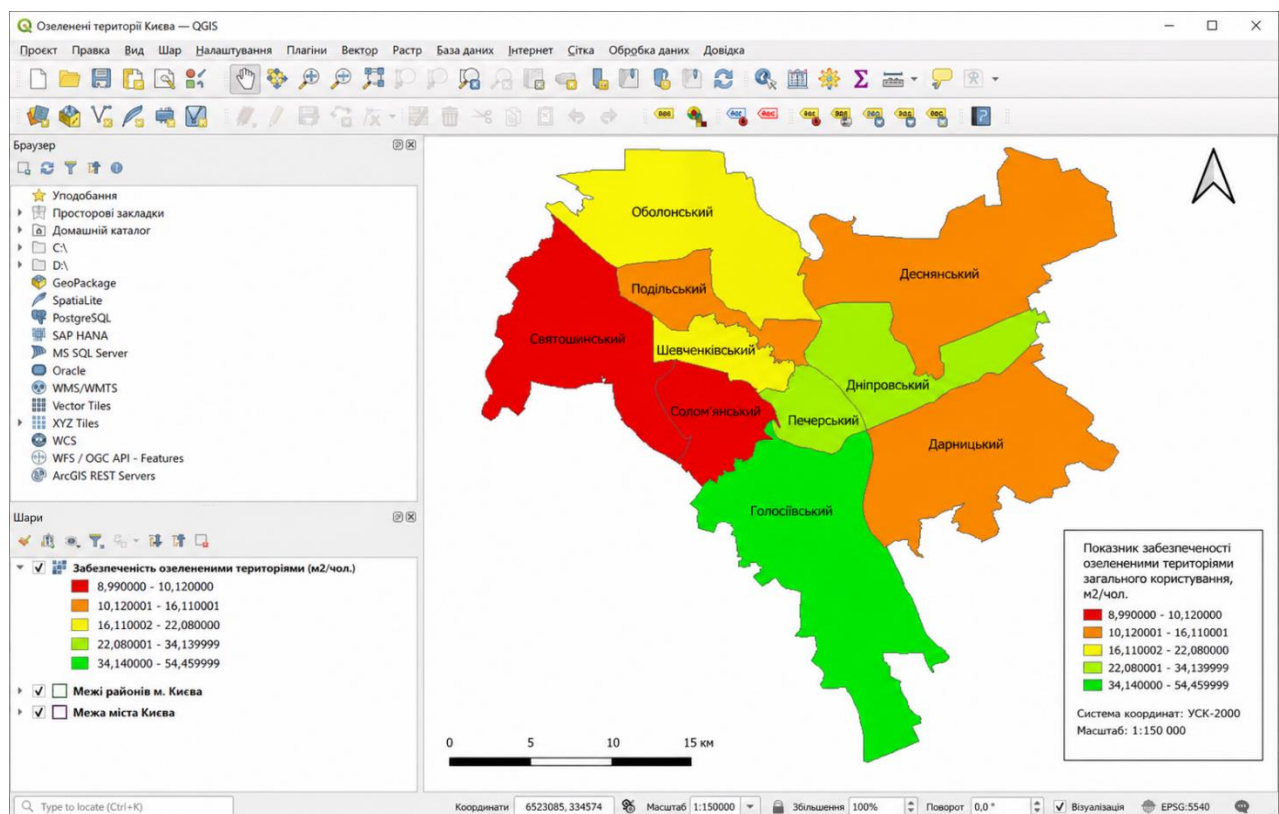 Озеленені території Києва — QGIS
Проєкт Правка Вид Шар Налаштування Плагіни Вектор Растр База даних Інтернет Сітка Обробка даних Довідка
Браузер
Уподобання
Просторові закладки
Домашній каталог
C:\
D:\
GeoPackage
SpatiaLite
PostgreSQL
SAP HANA
MS SQL Server
Oracle
WMS/WMTS
Vector Tiles
XYZ Tiles
WCS
WFS / OGC API - Features
ArcGIS REST Servers
Шари
Забезпеченість озелененими територіями (м2/чол.)
8,990000 - 10,120000
10,120001 - 16,110001
16,110002 - 22,080000
22,080001 - 34,139999
34,140000 - 54,459999
Межі районів м. Києва
Межа міста Києва
Оболонський
Деснянський
Подільський
Святошинський
Шевченківський
Дніпровський
Солом'янський
Печерський
Дарницький
Голосіївський
0 5 10 15 км
Показник забезпеченості
озелененими територіями
загального користування,
м2/чол.
8,990000 - 10,120000
10,120001 - 16,110001
16,110002 - 22,080000
22,080001 - 34,139999
34,140000 - 54,459999
Система координат: УСК-2000
Масштаб: 1:150 000
Type to locate (Ctrl+K) Координати 6523085,334574 Масштаб 1:150000 Збільшення 100% Поворот 0,0 ° Візуалізація EPSG:5540